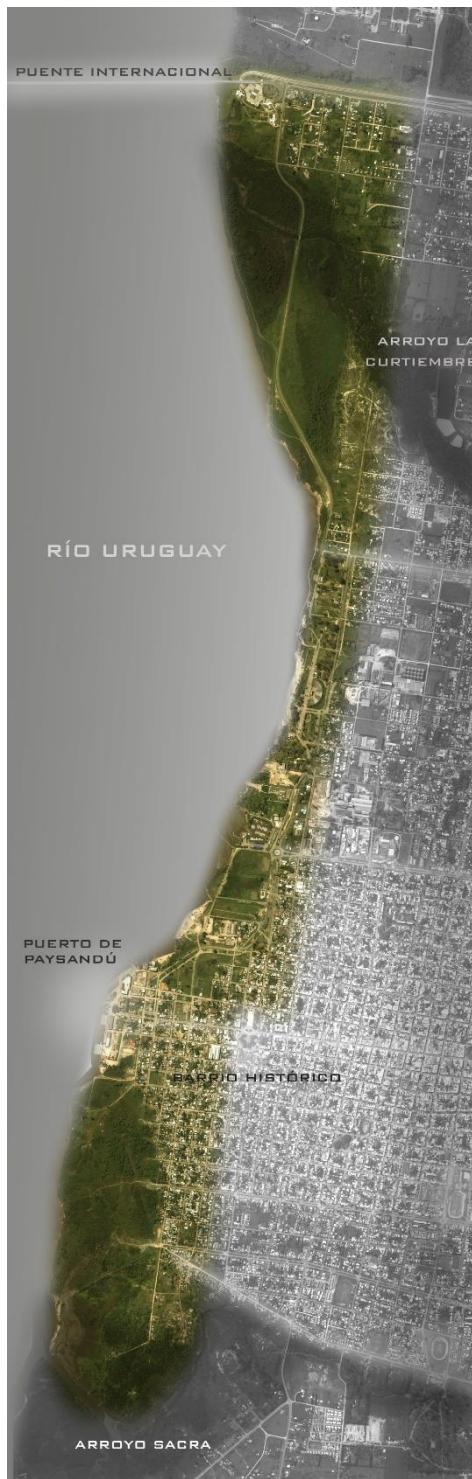 PUENTE INTERNACIONAL
ARROYO LA
CURTIEMBRE
RÍO URUGUAY
PUERTO DE
PAYSANDÚ
BARRIO HISTÓRICO
ARROYO SACRA